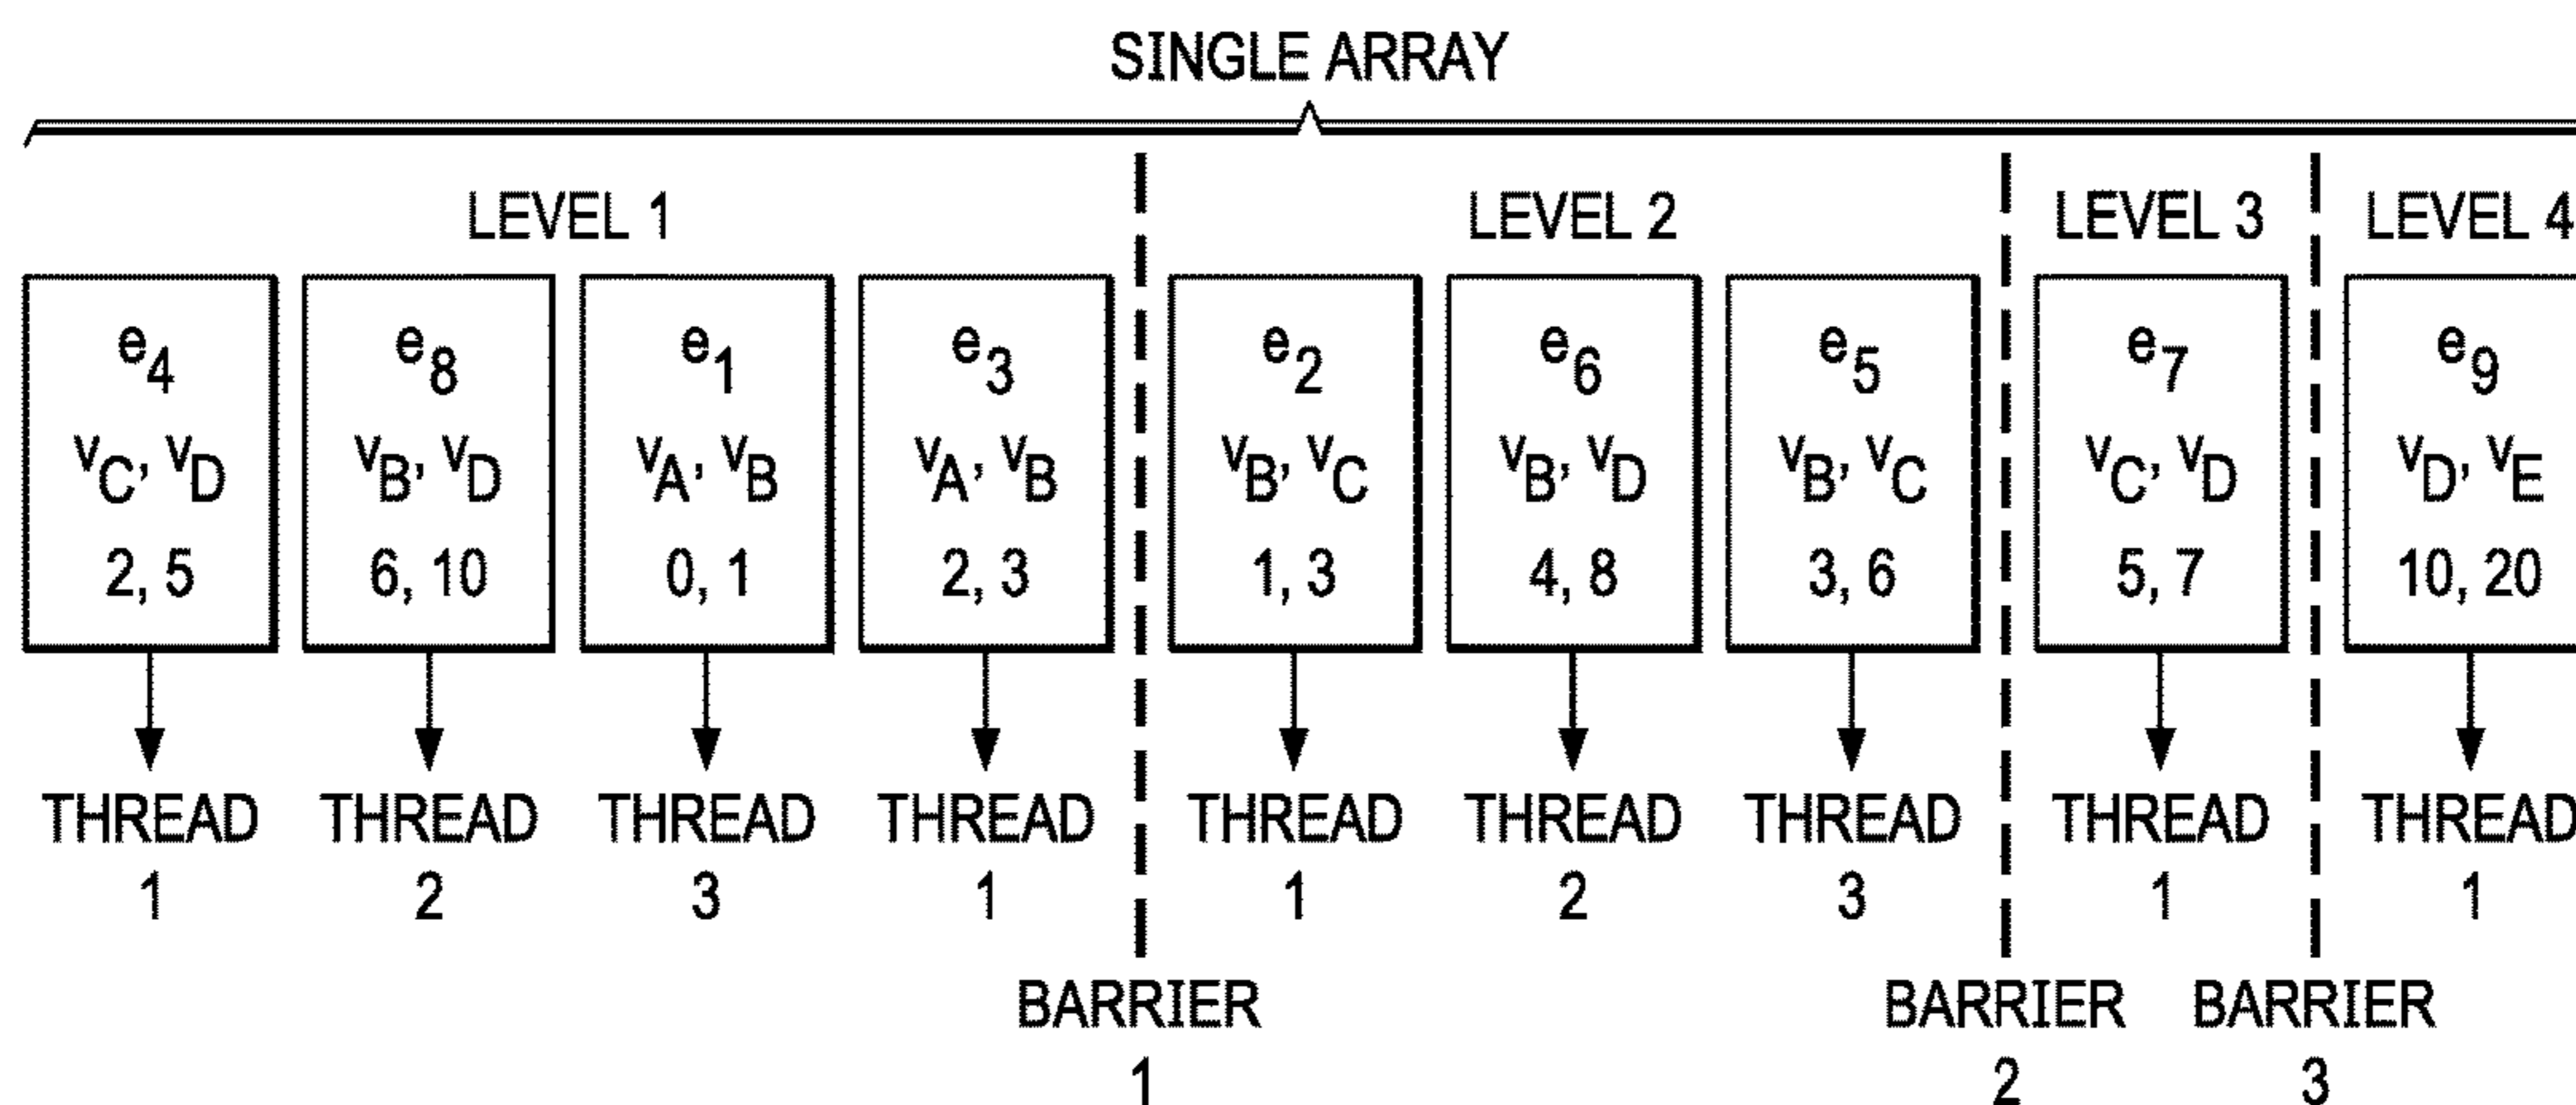 SINGLE ARRAY
LEVEL 1 LEVEL 2 LEVEL 3 LEVEL 4
e4 e8 e1 e3 e2 e6 e5 e7 e9
vC, vD vB, vD vA, vB vA, vB vB, vC vB, vD vB, vC vC, vD vD, vE
2, 5 6, 10 0, 1 2, 3 1, 3 4, 8 3, 6 5, 7 10, 20
THREAD THREAD THREAD THREAD THREAD THREAD THREAD THREAD THREAD
1 2 3 1 1 2 3 1 1
BARRIER BARRIER BARRIER
1 2 3